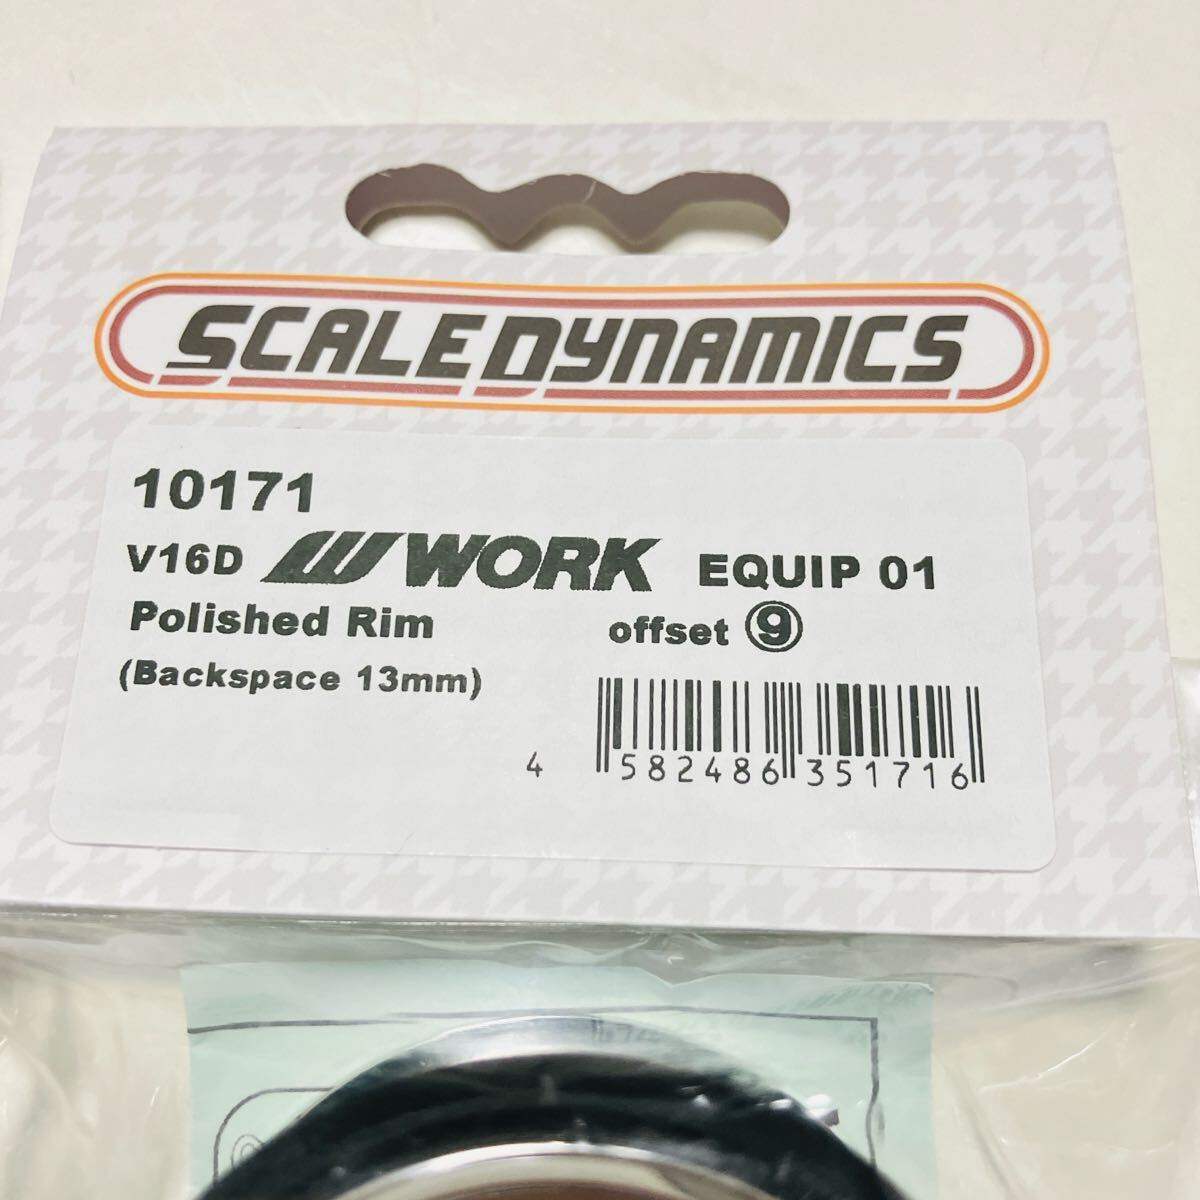 SCALEDYNAMICS
10171
V16D WORK EQUIP 01
Polished Rim offset ⑨
(Backspace 13mm)
4 582486 351716